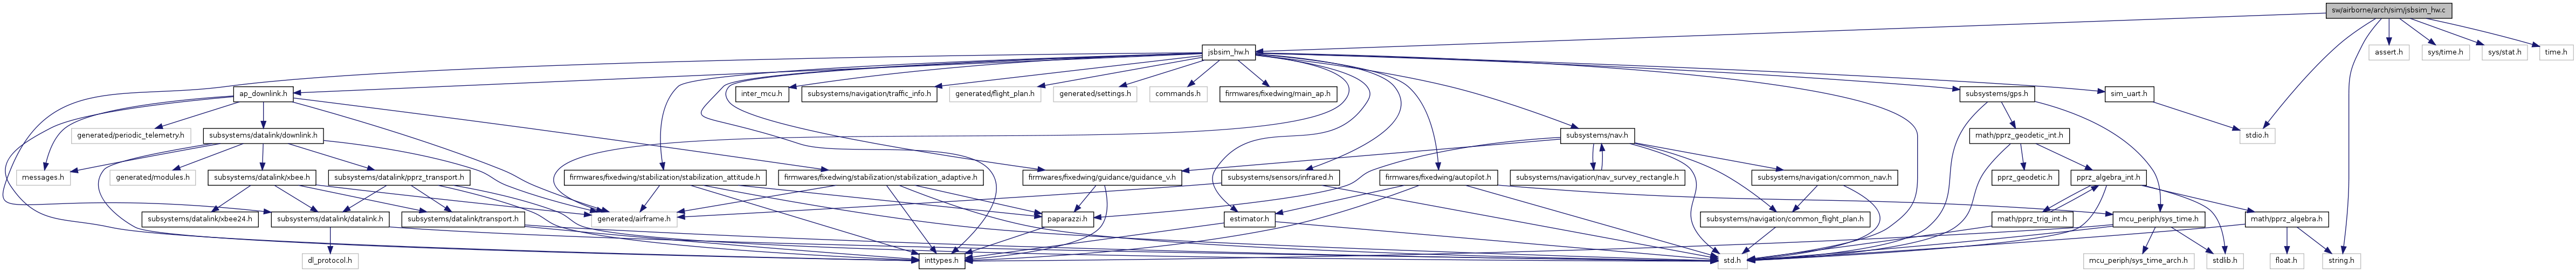 sw/airborne/arch/sim/jsbsim_hw.c
jsbsim_hw.h
assert.h
sys/time.h
sys/stat.h
time.h
ap_downlink.h
inter_mcu.h
subsystems/navigation/traffic_info.h
generated/flight_plan.h
generated/settings.h
commands.h
firmwares/fixedwing/main_ap.h
subsystems/gps.h
sim_uart.h
generated/periodic_telemetry.h
subsystems/datalink/downlink.h
subsystems/nav.h
math/pprz_geodetic_int.h
stdio.h
messages.h
generated/modules.h
subsystems/datalink/xbee.h
subsystems/datalink/pprz_transport.h
firmwares/fixedwing/stabilization/stabilization_attitude.h
firmwares/fixedwing/stabilization/stabilization_adaptive.h
firmwares/fixedwing/guidance/guidance_v.h
subsystems/sensors/infrared.h
firmwares/fixedwing/autopilot.h
subsystems/navigation/nav_survey_rectangle.h
subsystems/navigation/common_nav.h
pprz_geodetic.h
pprz_algebra_int.h
subsystems/datalink/xbee24.h
subsystems/datalink/datalink.h
subsystems/datalink/transport.h
generated/airframe.h
paparazzi.h
estimator.h
subsystems/navigation/common_flight_plan.h
math/pprz_trig_int.h
mcu_periph/sys_time.h
math/pprz_algebra.h
dl_protocol.h
inttypes.h
std.h
mcu_periph/sys_time_arch.h
stdlib.h
float.h
string.h